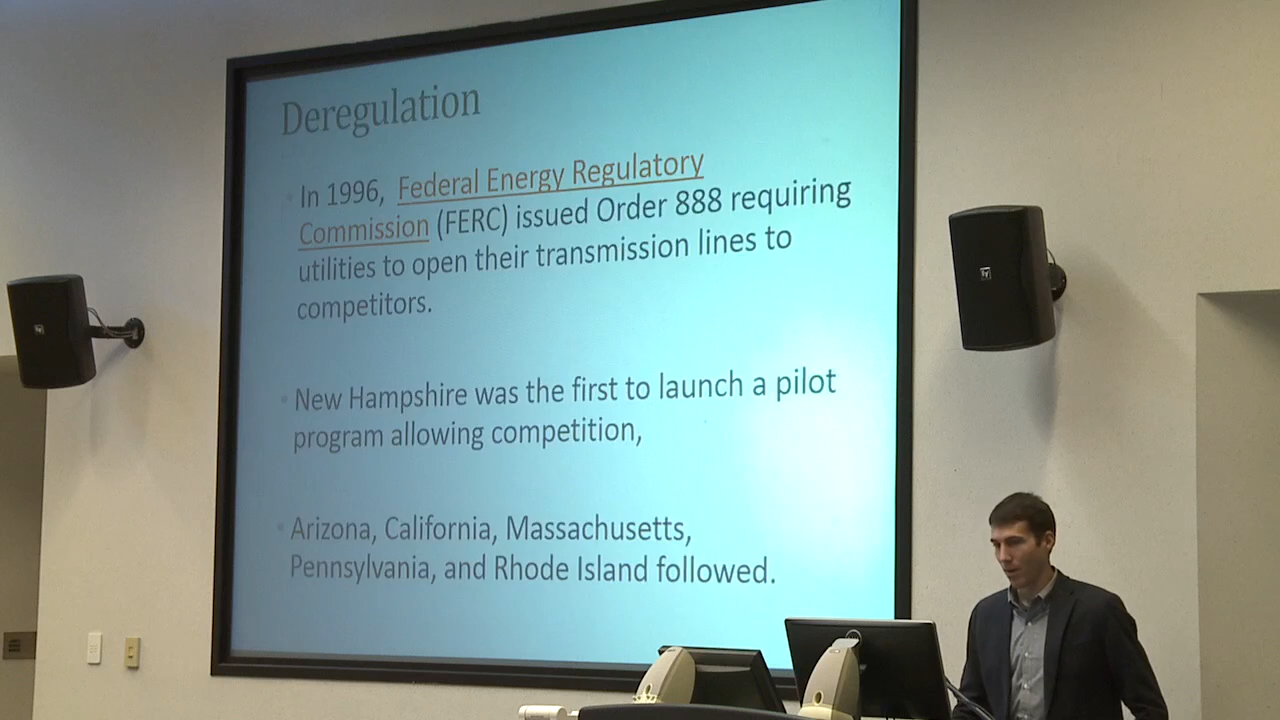 Deregulation
In 1996, Federal Energy Regulatory
Commission (FERC) issued Order 888 requiring
utilities to open their transmission lines to
competitors.
New Hampshire was the first to launch a pilot
program allowing competition,
Arizona, California, Massachusetts,
Pennsylvania, and Rhode Island followed.